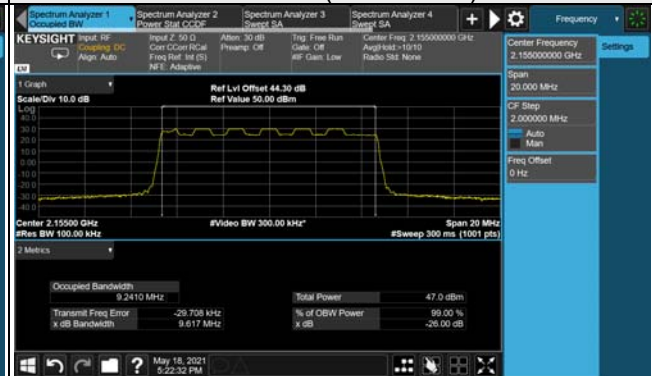 Spectrum Analyzer 1
Occupied BW
Spectrum Analyzer 2
Power Stat CCDF
Spectrum Analyzer 3
Swept SA
Spectrum Analyzer 4
Swept SA
+
Frequency
KEYSIGHT
Input: RF
Coupling: DC
Align: Auto
Input Z: 50 Ω
Corr CCorr RCal
Freq Ref: Int (S)
NFE: Adaptive
Atten: 30 dB
Preamp: Off
Trig: Free Run
Gate: Off
#IF Gain: Low
Center Freq: 2.155000000 GHz
Avg|Hold:>10/10
Radio Std: None
Center Frequency
2.155000000 GHz
Settings
Span
20.000 MHz
CF Step
2.000000 MHz
Auto
Man
Freq Offset
0 Hz
1 Graph
Scale/Div 10.0 dB
Ref Lvl Offset 44.30 dB
Ref Value 50.00 dBm
Log
40.0
30.0
20.0
10.0
0.00
-10.0
-20.0
-30.0
-40.0
Center 2.15500 GHz
#Res BW 100.00 kHz
#Video BW 300.00 kHz*
Span 20 MHz
#Sweep 300 ms (1001 pts)
2 Metrics
Occupied Bandwidth
9.2410 MHz
Total Power
47.0 dBm
Transmit Freq Error
-29.708 kHz
% of OBW Power
99.00 %
x dB Bandwidth
9.617 MHz
x dB
-26.00 dB
?
May 18, 2021
5:22:32 PM